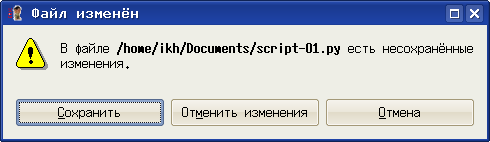 Файл изменён
В файле /home/ikh/Documents/script-01.py есть несохранённые
изменения.
Сохранить Отменить изменения Отмена